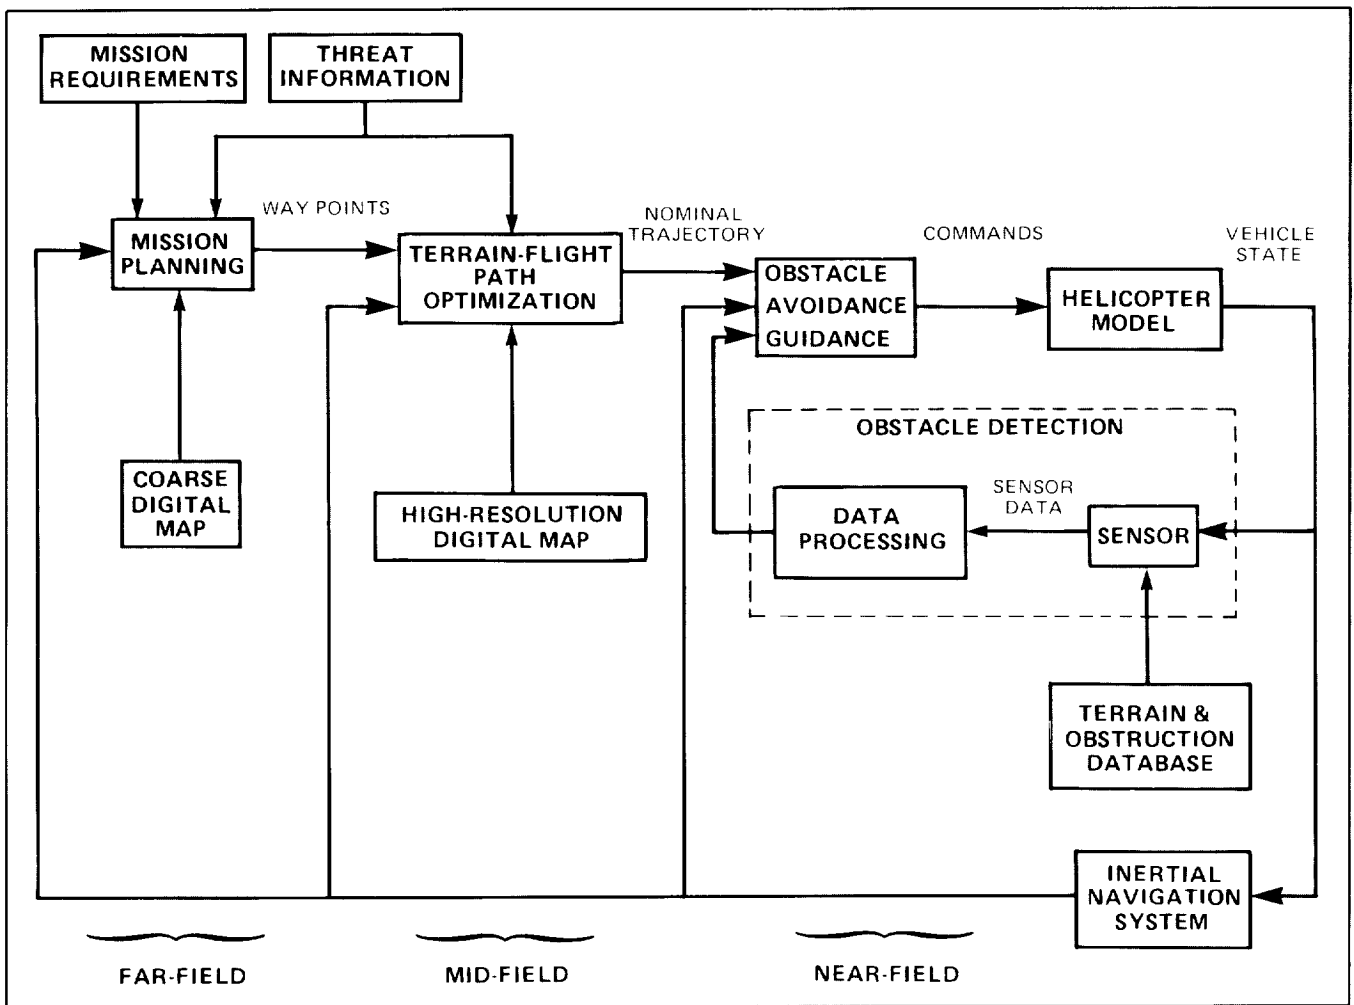 MISSION
REQUIREMENTS
THREAT
INFORMATION
WAY POINTS
MISSION
PLANNING
TERRAIN-FLIGHT
PATH
OPTIMIZATION
NOMINAL
TRAJECTORY
OBSTACLE
AVOIDANCE
GUIDANCE
COMMANDS
HELICOPTER
MODEL
VEHICLE
STATE
COARSE
DIGITAL
MAP
HIGH-RESOLUTION
DIGITAL MAP
OBSTACLE DETECTION
DATA
PROCESSING
SENSOR
DATA
SENSOR
TERRAIN &
OBSTRUCTION
DATABASE
INERTIAL
NAVIGATION
SYSTEM
FAR-FIELD
MID-FIELD
NEAR-FIELD